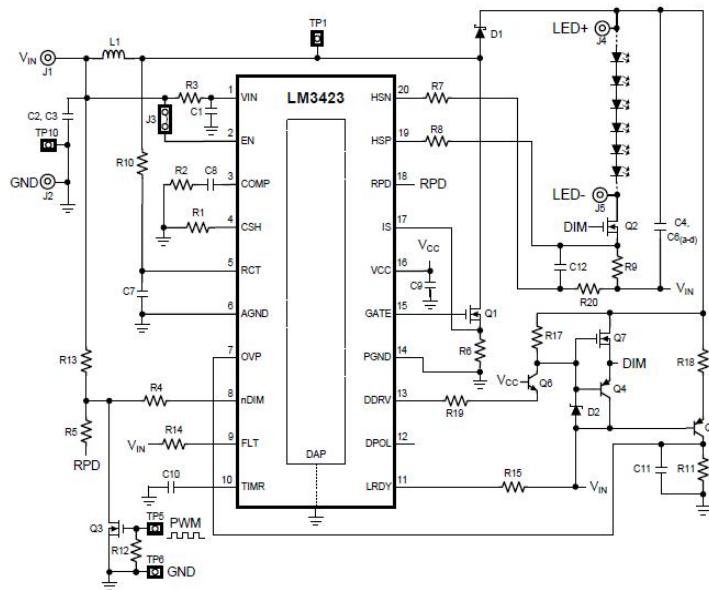 TP1
D1
LED+
J4
VIN
J1
L1
R3
1
VIN
LM3423
HSN
20
R7
C2, C3
J3
C1
TP10
2
EN
HSP
19
R8
R10
R2
C8
3
COMP
RPD
18
RPD
GND
J2
LED-
J5
R1
4
CSH
IS
17
DIM
Q2
C4,
C6(a-d)
VCC
5
RCT
VCC
16
C12
R9
C7
C9
R20
VIN
6
AGND
GATE
15
Q1
R17
Q7
R13
7
OVP
PGND
14
R6
DIM
R18
R4
8
nDIM
DDRV
13
R19
VCC
Q6
D2
Q4
R5
VIN
R14
9
FLT
DPOL
12
Q
RPD
DAP
C10
10
TIMR
LRDY
11
R15
VIN
C11
R11
Q3
TP5
PWM
R12
TP6
GND